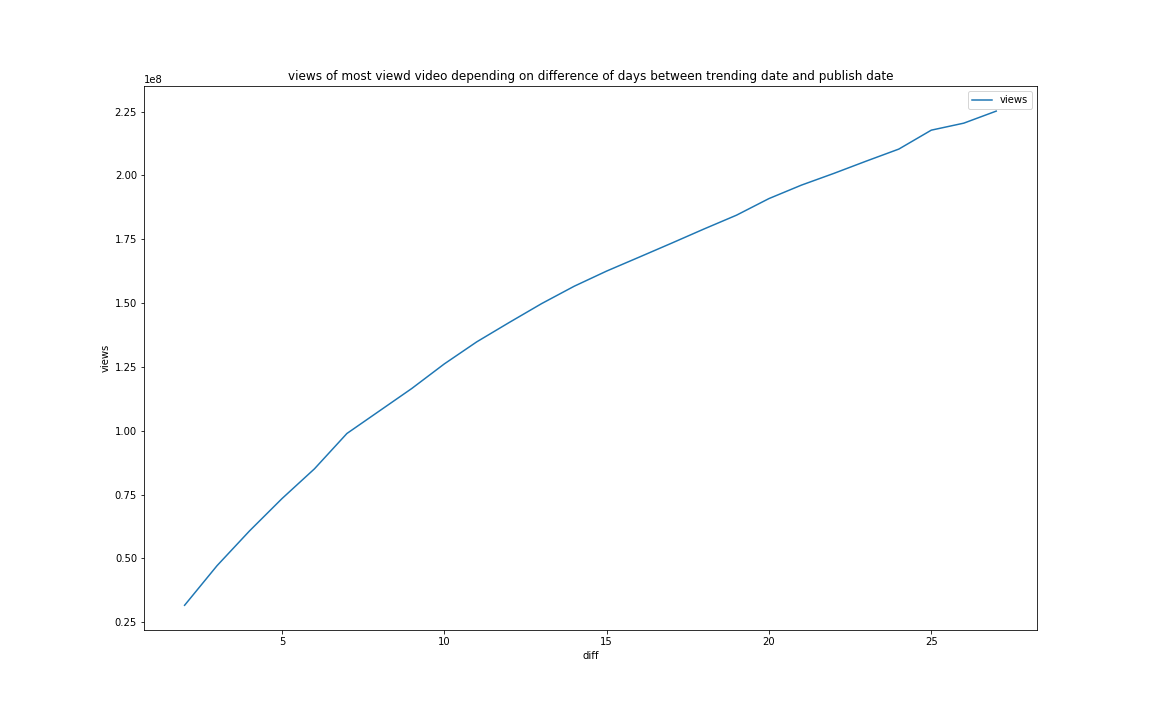 views of most viewd video depending on difference of days between trending date and publish date
1e8
views
2.25
2.00
1.75
1.50
1.25
1.00
0.75
0.50
0.25
views
5 10 15 20 25
diff